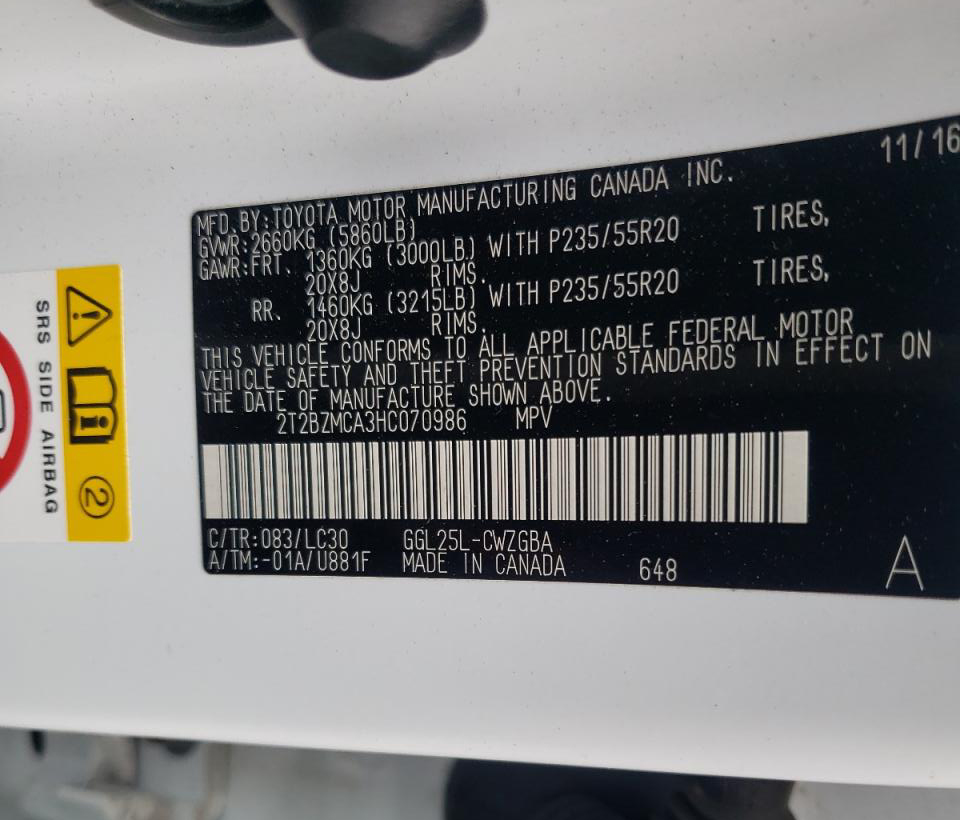 11/16
MFD.BY:TOYOTA MOTOR MANUFACTURING CANADA INC.
GVWR:2660KG (5860LB)
GAWR:FRT. 1360KG (3000LB) WITH P235/55R20 TIRES,
20X8J RIMS.
RR. 1460KG (3215LB) WITH P235/55R20 TIRES,
20X8J RIMS.
THIS VEHICLE CONFORMS TO ALL APPLICABLE FEDERAL MOTOR
VEHICLE SAFETY AND THEFT PREVENTION STANDARDS IN EFFECT ON
THE DATE OF MANUFACTURE SHOWN ABOVE.
2T2BZMCA3HC070986 MPV
C/TR:083/LC30 GGL25L-CWZGBA
A/TM:-01A/U881F MADE IN CANADA 648
A
SRS SIDE AIRBAG
2